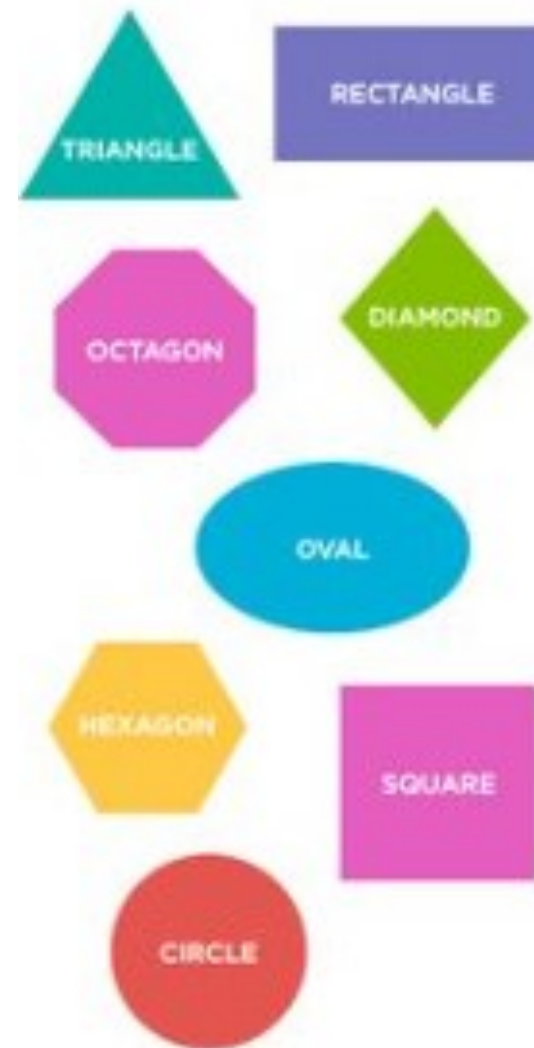 TRIANGLE
RECTANGLE
OCTAGON
DIAMOND
OVAL
HEXAGON
SQUARE
CIRCLE